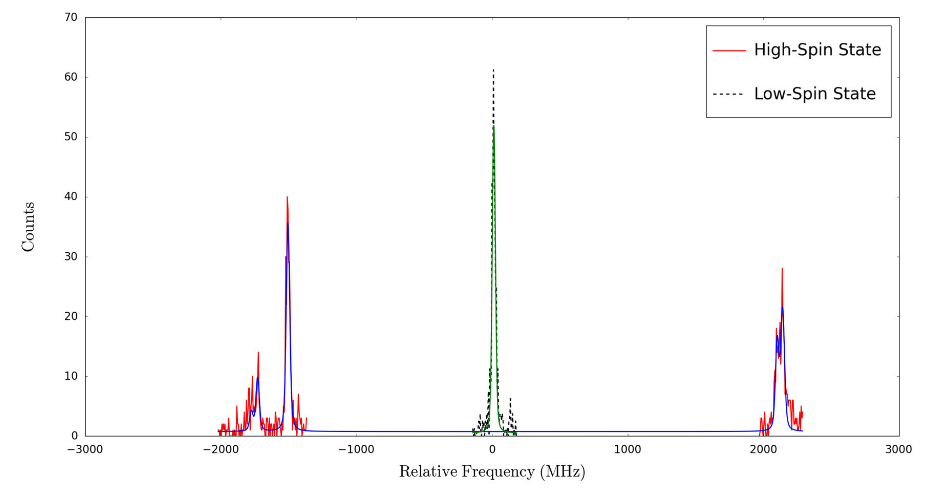 70
60
50
40
30
20
10
0
Counts
High-Spin State
Low-Spin State
−3000 −2000 −1000 0 1000 2000 3000
Relative Frequency (MHz)